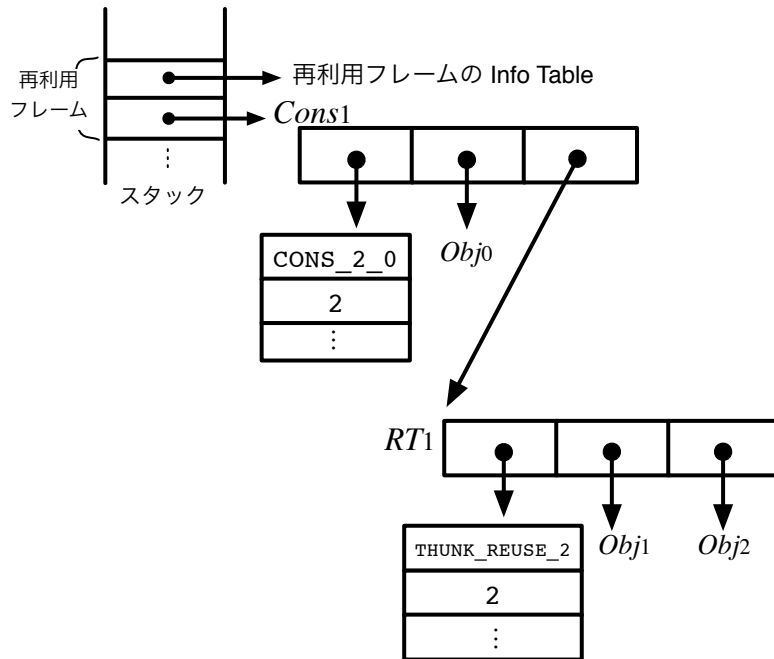 再利用
フレーム
再利用フレームの Info Table
Cons1
⋮
スタック
CONS_2_0
2
⋮
Obj0
RT1
THUNK_REUSE_2
2
⋮
Obj1
Obj2